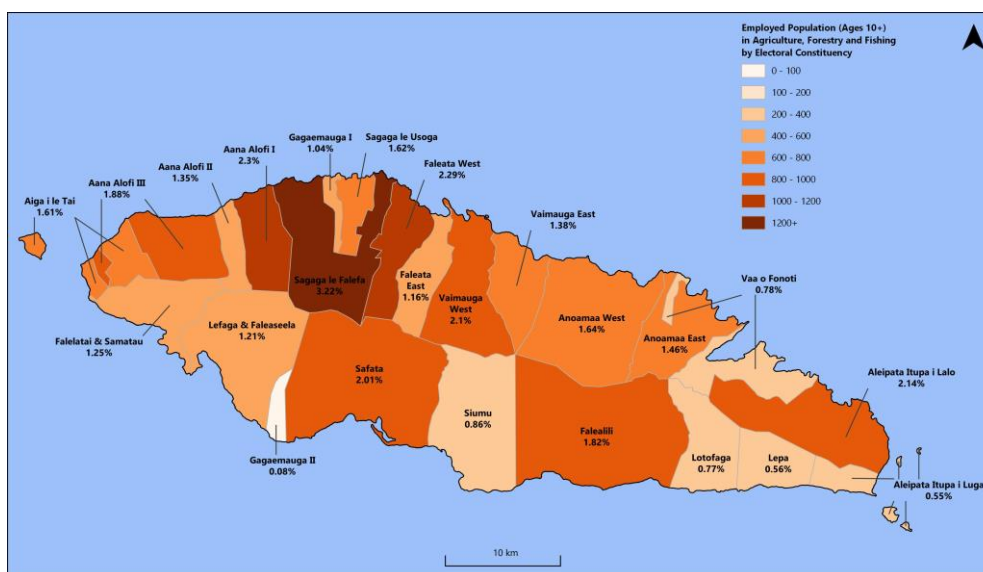 Employed Population (Ages 10+)
in Agriculture, Forestry and Fishing
by Electoral Constituency
0 - 100
100 - 200
200 - 400
400 - 600
600 - 800
800 - 1000
1000 - 1200
1200+
Gagaemauga I
1.04%
Sagaga le Usoga
1.62%
Aana Alofi I
2.3%
Faleata West
2.29%
Aana Alofi II
1.35%
Aana Alofi III
1.88%
Aiga i le Tai
1.61%
Vaimauga East
1.38%
Sagaga le Falefa
3.22%
Faleata
East
1.16%
Vaimauga
West
2.1%
Vaa o Fonoti
0.78%
Anoamaa West
1.64%
Anoamaa East
1.46%
Falelatai & Samatau
1.25%
Lefaga & Faleaseela
1.21%
Safata
2.01%
Aleipata Itupa i Lalo
2.14%
Siumu
0.86%
Falealili
1.82%
Lotofaga
0.77%
Lepa
0.56%
Gagaemauga II
0.08%
Aleipata Itupa i Luga
0.55%
10 km